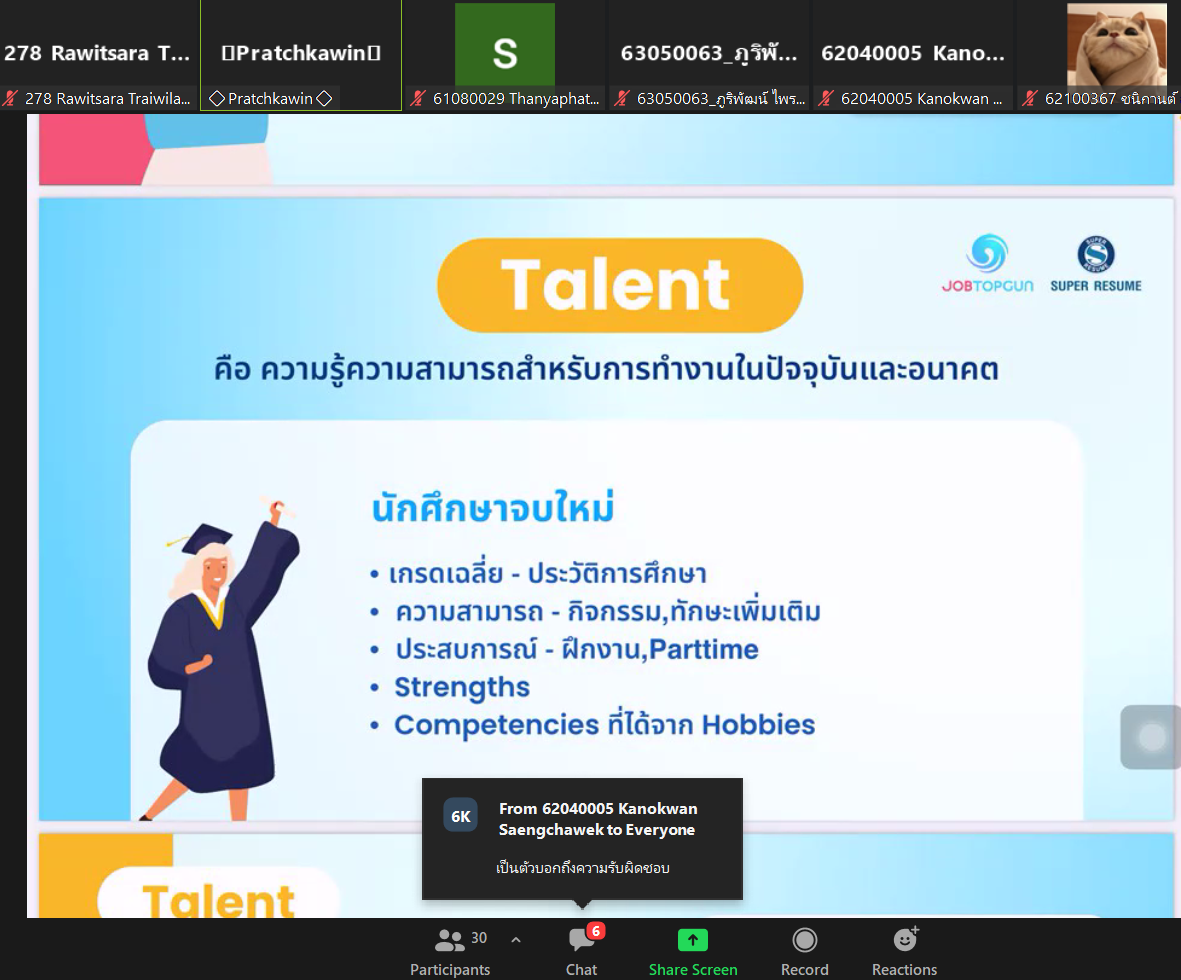 278 Rawitsara T...
Pratchkawin
S
63050063_ภูริพั...
62040005 Kano...
278 Rawitsara Traiwila...
◇Pratchkawin◇
61080029 Thanyaphat...
63050063_ภูริพัฒน์ ไพร...
62040005 Kanokwan ...
62100367 ชนิกานต์
Talent
JOBTOPGUN
SUPER RESUME
SUPER RESUME
คือ ความรู้ความสามารถสำหรับการทำงานในปัจจุบันและอนาคต
นักศึกษาจบใหม่
• เกรดเฉลี่ย - ประวัติการศึกษา
• ความสามารถ - กิจกรรม,ทักษะเพิ่มเติม
• ประสบการณ์ - ฝึกงาน,Parttime
• Strengths
• Competencies ที่ได้จาก Hobbies
6K
From 62040005 Kanokwan
Saengchawek to Everyone
เป็นตัวบอกถึงความรับผิดชอบ
Talent
30
6
Participants
Chat
Share Screen
Record
Reactions